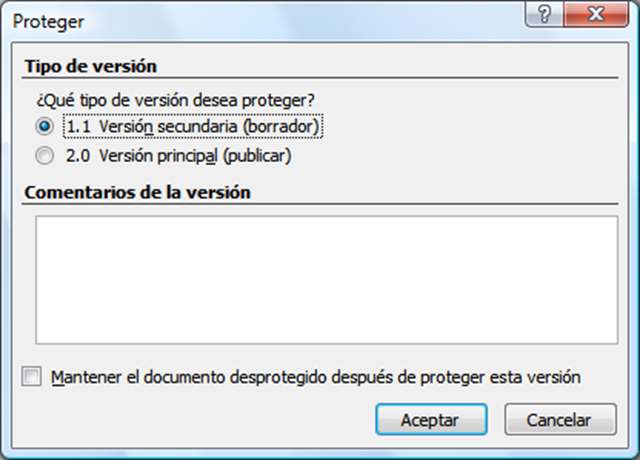 Proteger
?
Tipo de versión
¿Qué tipo de versión desea proteger?
1.1 Versión secundaria (borrador)
2.0 Versión principal (publicar)
Comentarios de la versión
Mantener el documento desprotegido después de proteger esta versión
Aceptar Cancelar